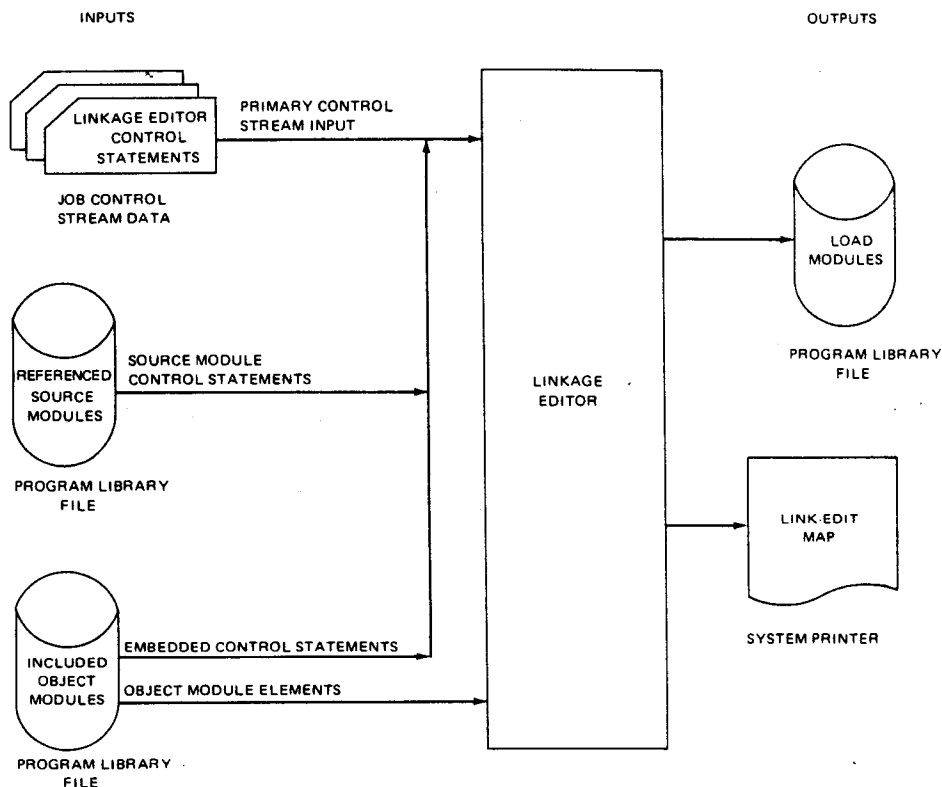 INPUTS
OUTPUTS
LINKAGE EDITOR
CONTROL
STATEMENTS
PRIMARY CONTROL
STREAM INPUT
JOB CONTROL
STREAM DATA
LOAD
MODULES
PROGRAM LIBRARY
FILE
REFERENCED
SOURCE
MODULES
SOURCE MODULE
CONTROL STATEMENTS
PROGRAM LIBRARY
FILE
LINKAGE
EDITOR
LINK-EDIT
MAP
SYSTEM PRINTER
INCLUDED
OBJECT
MODULES
EMBEDDED CONTROL STATEMENTS
OBJECT MODULE ELEMENTS
PROGRAM LIBRARY
FILE